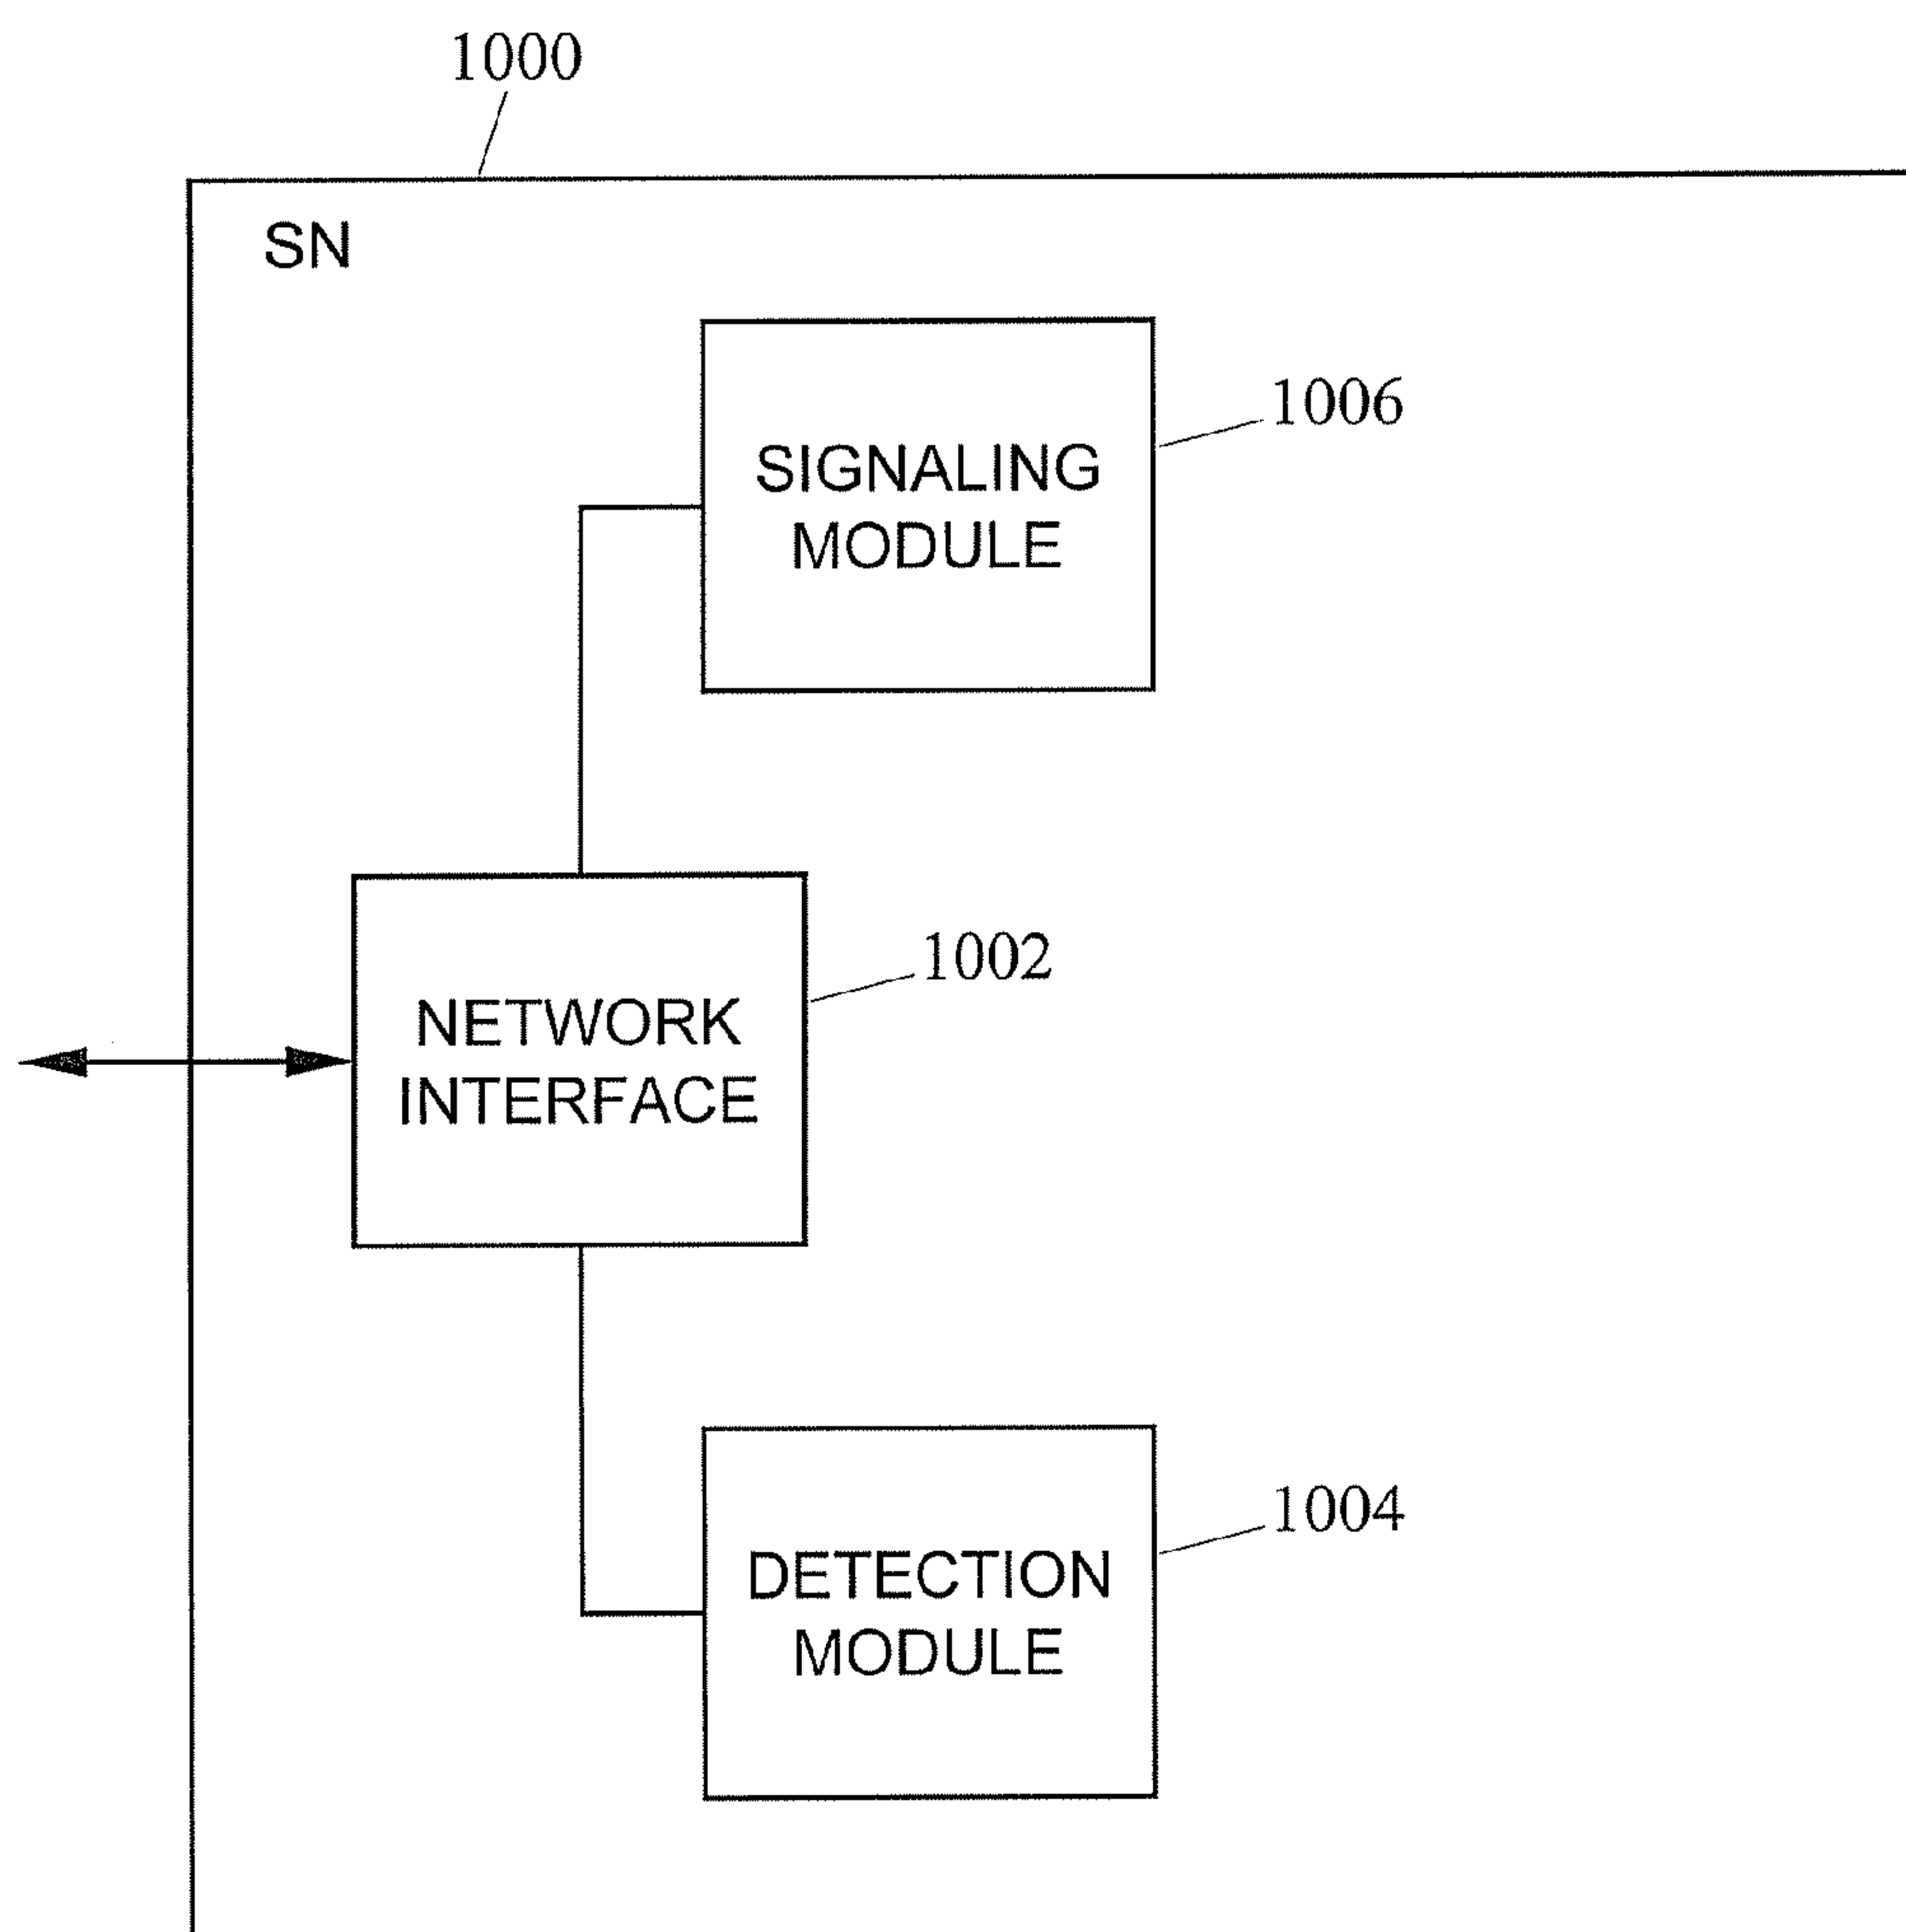 1000
SN
SIGNALING
MODULE
1006
NETWORK
INTERFACE
1002
DETECTION
MODULE
1004